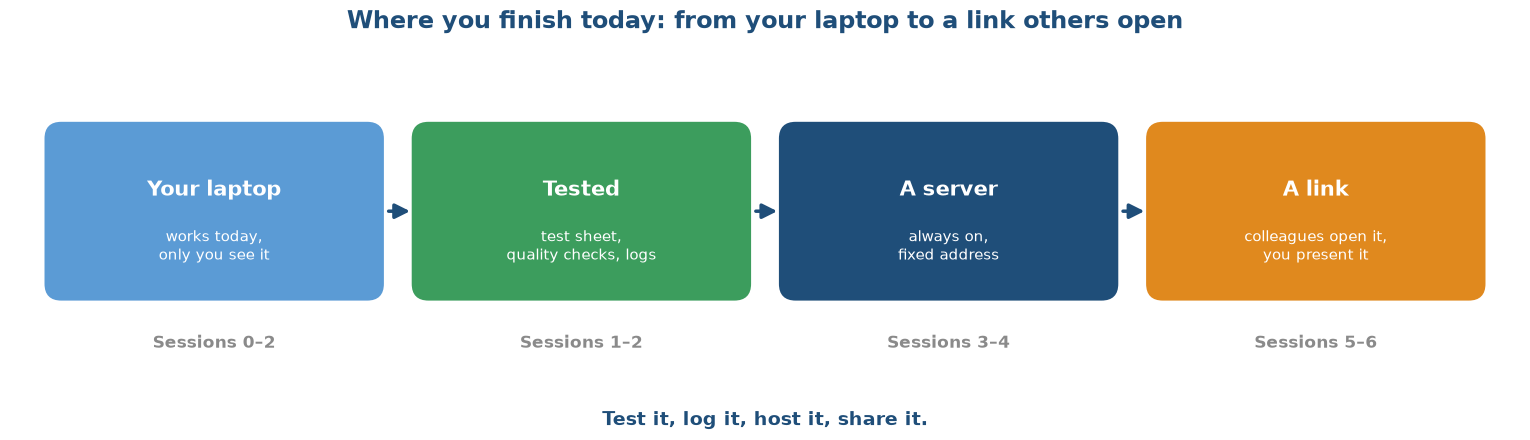 Where you finish today: from your laptop to a link others open
Your laptop
works today,
only you see it
Tested
test sheet,
quality checks, logs
A server
always on,
fixed address
A link
colleagues open it,
you present it
Sessions 0–2
Sessions 1–2
Sessions 3–4
Sessions 5–6
Test it, log it, host it, share it.